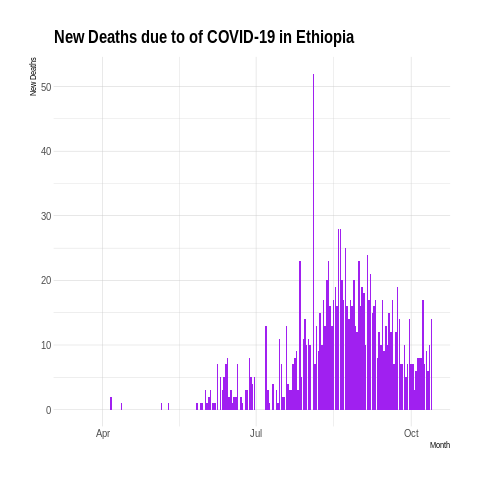 New Deaths due to of COVID-19 in Ethiopia
New Deaths
50
40
30
20
10
0
Apr
Jul
Oct
Month